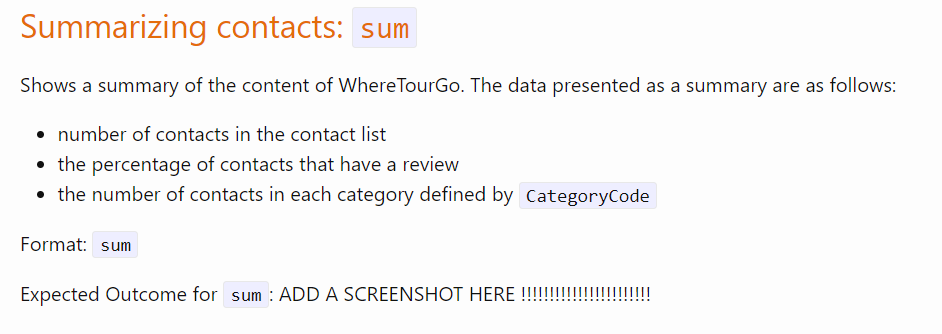 Summarizing contacts: sum
Shows a summary of the content of WhereTourGo. The data presented as a summary are as follows:
• number of contacts in the contact list
• the percentage of contacts that have a review
• the number of contacts in each category defined by CategoryCode
Format: sum
Expected Outcome for sum: ADD A SCREENSHOT HERE !!!!!!!!!!!!!!!!!!!!!!!